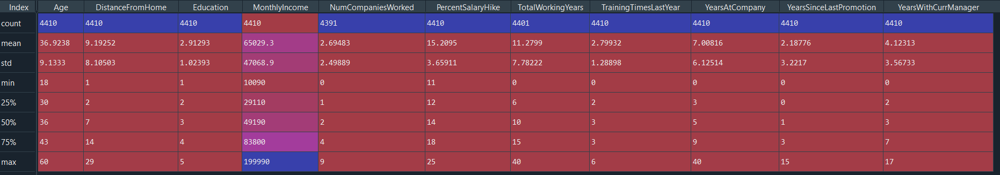 Index Age DistanceFromHome Education MonthlyIncome NumCompaniesWorked PercentSalaryHike TotalWorkingYears TrainingTimesLastYear YearsAtCompany YearsSinceLastPromotion YearsWithCurrManager
count 4410 4410 4410 4410 4391 4410 4401 4410 4410 4410 4410
mean 36.9238 9.19252 2.91293 65029.3 2.69483 15.2095 11.2799 2.79932 7.00816 2.18776 4.12313
std 9.1333 8.10503 1.02393 47068.9 2.49889 3.65911 7.78222 1.28898 6.12514 3.2217 3.56733
min 18 1 1 10090 0 11 0 0 0 0 0
25% 30 2 2 29110 1 12 6 2 3 0 2
50% 36 7 3 49190 2 14 10 3 5 1 3
75% 43 14 4 83800 4 18 15 3 9 3 7
max 60 29 5 199990 9 25 40 6 40 15 17